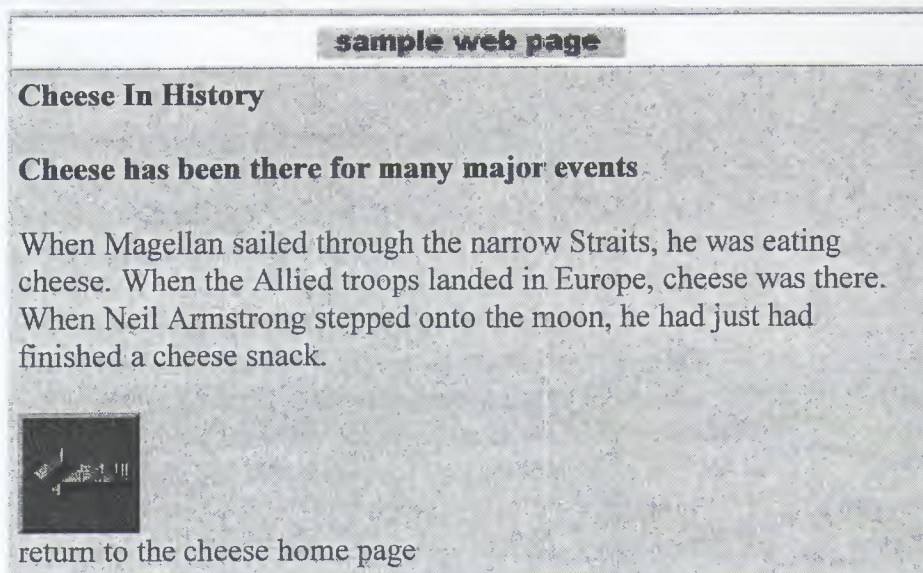 sample web page
Cheese In History
Cheese has been there for many major events
When Magellan sailed through the narrow Straits, he was eating
cheese. When the Allied troops landed in Europe, cheese was there.
When Neil Armstrong stepped onto the moon, he had just had
finished a cheese snack.
return to the cheese home page